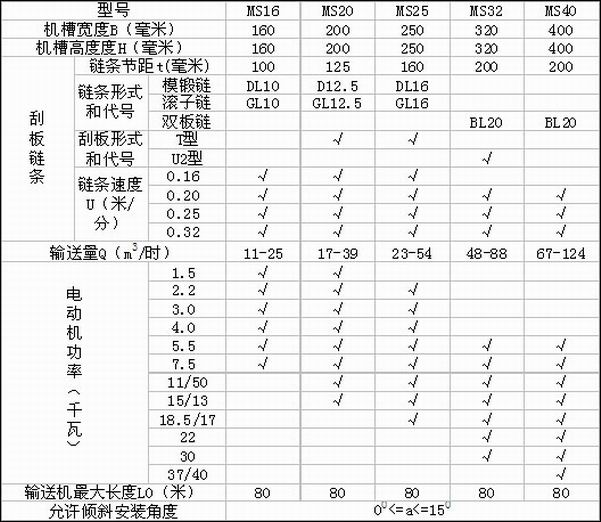 型号 MS16 MS20 MS25 MS32 MS40
机槽宽度B（毫米） 160 200 250 320 400
机槽高度度H（毫米） 160 200 250 320 400
刮板链条 链条节距t(毫米) 100 125 160 200 200
链条形式和代号 模锻链 DL10 D12.5 DL16
滚子链 GL10 GL12.5 GL16
双板链 BL20 BL20
刮板形式和代号 T型 √ √
U2型 √
链条速度U（米/分） 0.16 √ √ √
0.20 √ √ √ √ √
0.25 √ √ √ √ √
0.32 √ √ √ √ √
输送量Q（m³/时） 11-25 17-39 23-54 48-88 67-124
电动机功率（千瓦） 1.5 √ √
2.2 √ √ √
3.0 √ √ √
4.0 √ √ √
5.5 √ √ √ √ √
7.5 √ √ √ √ √
11/50 √ √ √ √
15/13 √ √ √ √
18.5/17 √ √ √
22 √ √
30 √ √
37/40 √
输送机最大长度L0（米） 80 80 80 80 80
允许倾斜安装角度 0⁰<=a<=15⁰